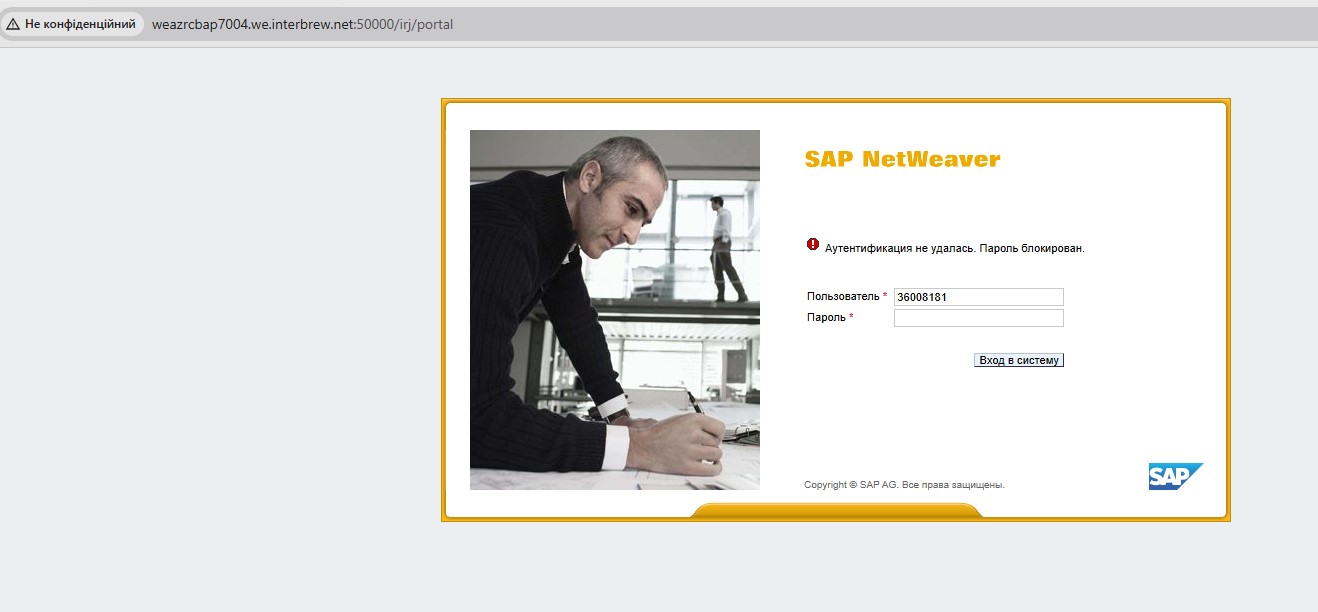 Не конфіденційний weazrcbap7004.we.interbrew.net:50000/irj/portal
SAP NetWeaver
Аутентификация не удалась. Пароль блокирован.
Пользователь * 36008181
Пароль *
Вход в систему
Copyright © SAP AG. Все права защищены.
SAP